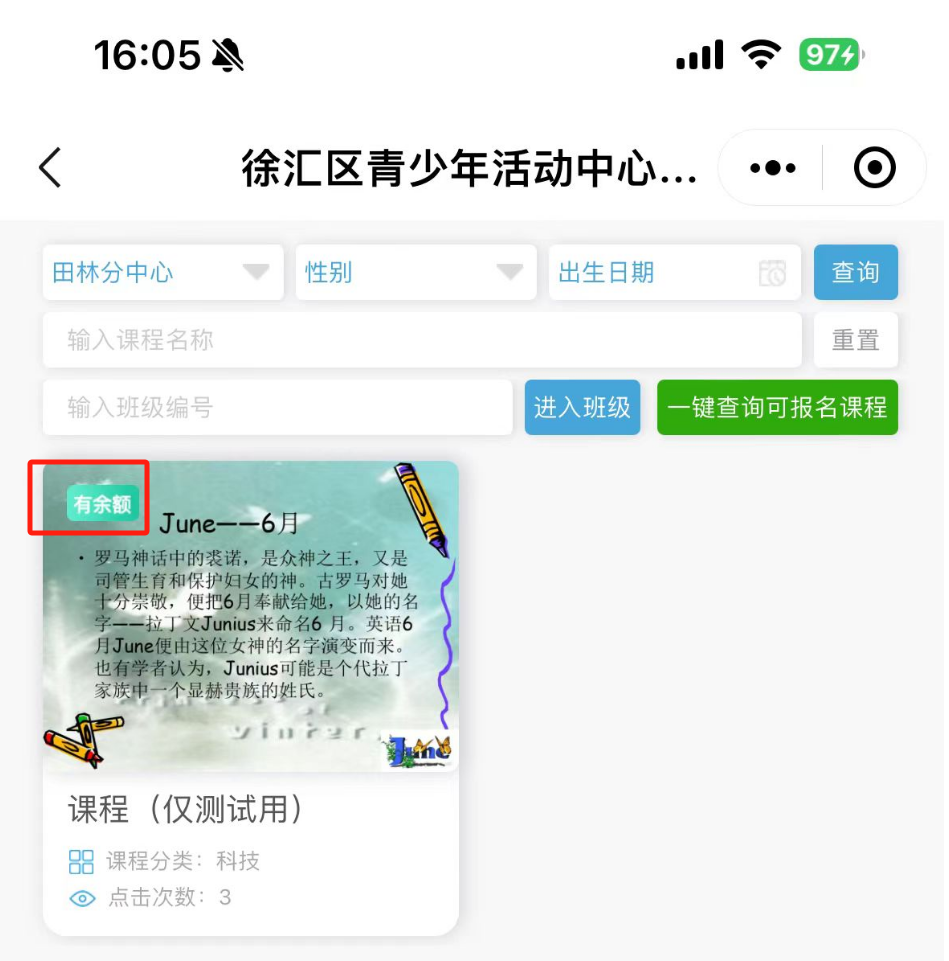 16:05
97
徐汇区青少年活动中心...
田林分中心
性别
出生日期
查询
输入课程名称
重置
输入班级编号
进入班级
一键查询可报名课程
有余额
June——6月
• 罗马神话中的裘诺，是众神之王，又是
司管生育和保护妇女的神。古罗马对她
十分崇敬，便把6月奉献给她，以她的名
字——拉丁文Junius来命名6 月。英语6
月June便由这位女神的名字演变而来。
也有学者认为，Junius可能是个代拉丁
家族中一个显赫贵族的姓氏。
winter
June
课程（仅测试用）
课程分类：科技
点击次数：3